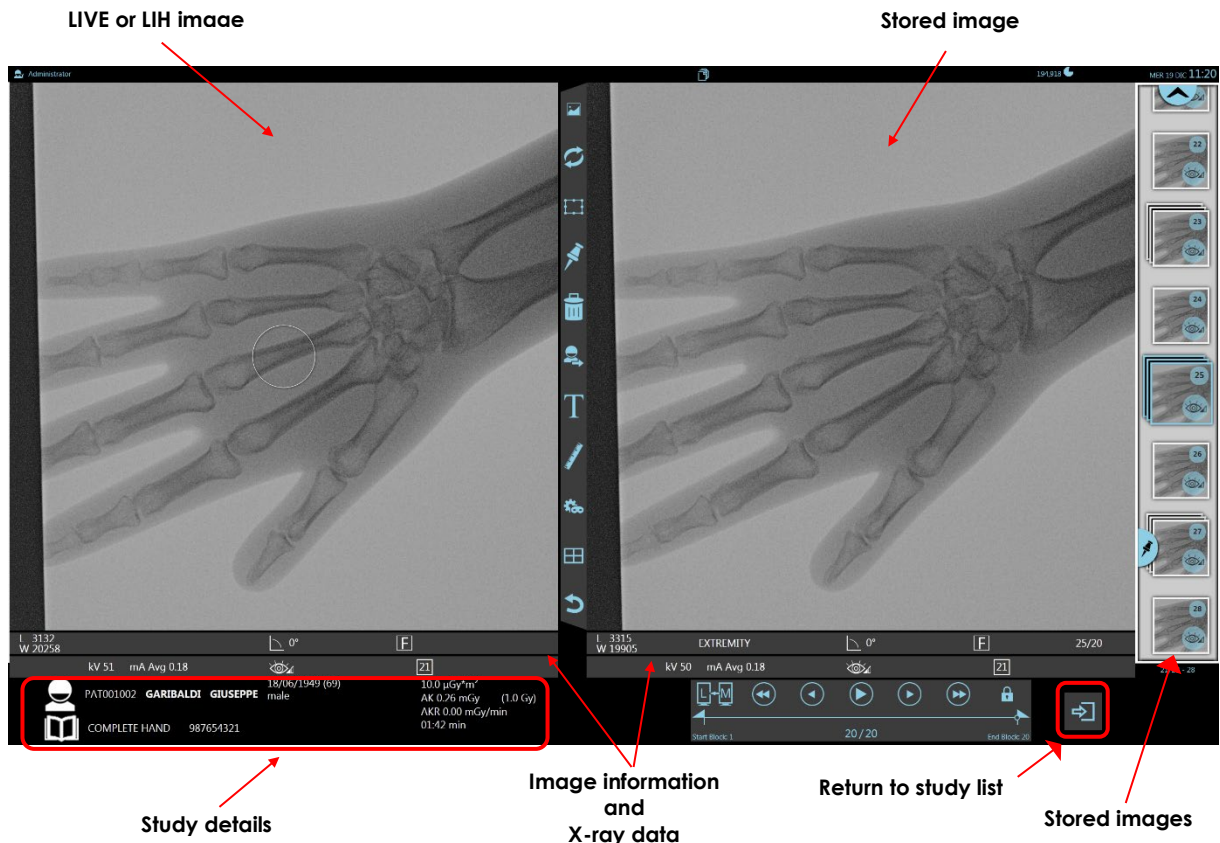 LIVE or LIH image
Stored image
Administrator
194,918
MER 19 DIC 11:20
22
23
24
25
26
27
28
L 3132
W 20258
0°
F
kV 51 mA Avg 0.18
21
L 3315
W 19905
EXTREMITY
0°
F
25/20
kV 50 mA Avg 0.18
21
- 28
PAT001002 GARIBALDI GIUSEPPE
18/06/1949 (69)
male
COMPLETE HAND 987654321
10.0 µGy*m²
AK 0.26 mGy (1.0 Gy)
AKR 0.00 mGy/min
01:42 min
L M
Start Block: 1
20 / 20
End Block: 20
Study details
Image information
and
X-ray data
Return to study list
Stored images